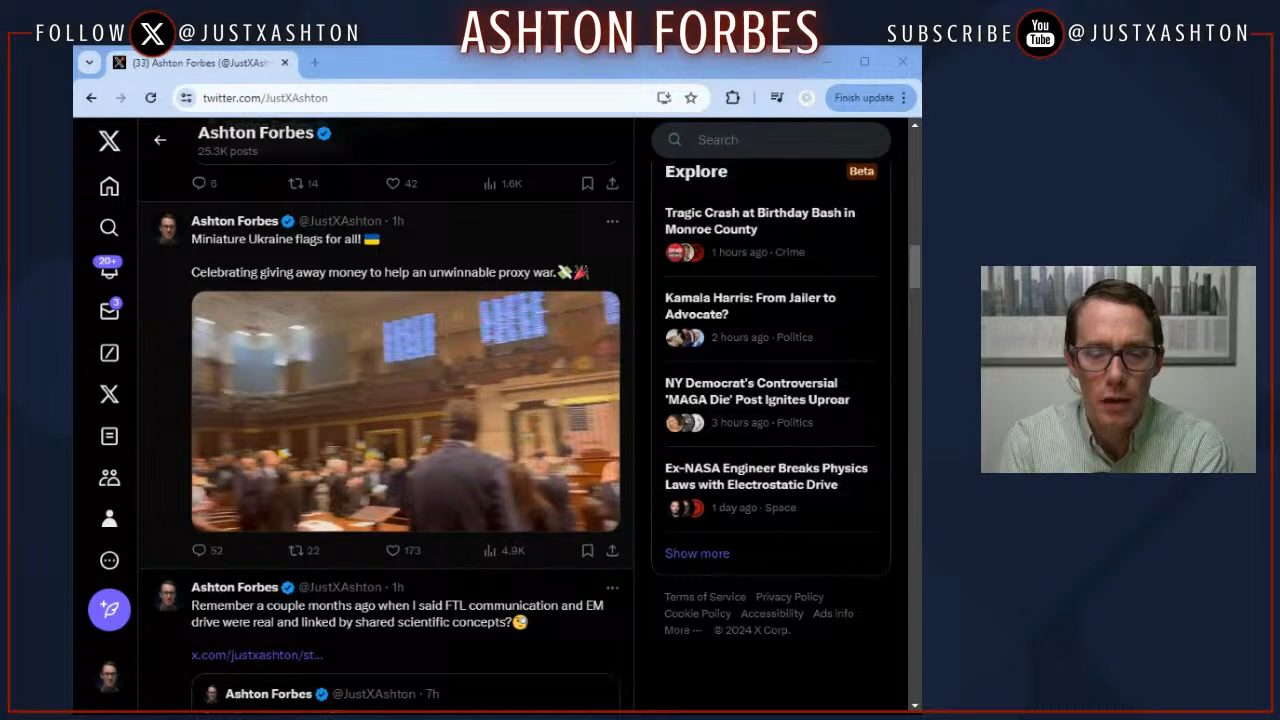 FOLLOW X @JUSTXASHTON
ASHTON FORBES
SUBSCRIBE You Tube @JUSTXASHTON
(33) Ashton Forbes (@JustXAsh
twitter.com/JustXAshton
Finish update
Ashton Forbes
25.3K posts
Search
6 14 42 1.6K
Explore
Beta
Tragic Crash at Birthday Bash in
Monroe County
1 hours ago · Crime
Kamala Harris: From Jailer to
Advocate?
2 hours ago · Politics
NY Democrat's Controversial
'MAGA Die' Post Ignites Uproar
3 hours ago · Politics
Ex-NASA Engineer Breaks Physics
Laws with Electrostatic Drive
1 day ago · Space
Show more
Terms of Service Privacy Policy
Cookie Policy Accessibility Ads info
More ··· © 2024 X Corp.
20+
3
Ashton Forbes @JustXAshton · 1h
Miniature Ukraine flags for all! 🇺🇦
Celebrating giving away money to help an unwinnable proxy war.💸🎉
52 22 173 4.9K
Ashton Forbes @JustXAshton · 1h
Remember a couple months ago when I said FTL communication and EM
drive were real and linked by shared scientific concepts?🧐
x.com/justxashton/st...
Ashton Forbes @JustXAshton · 7h